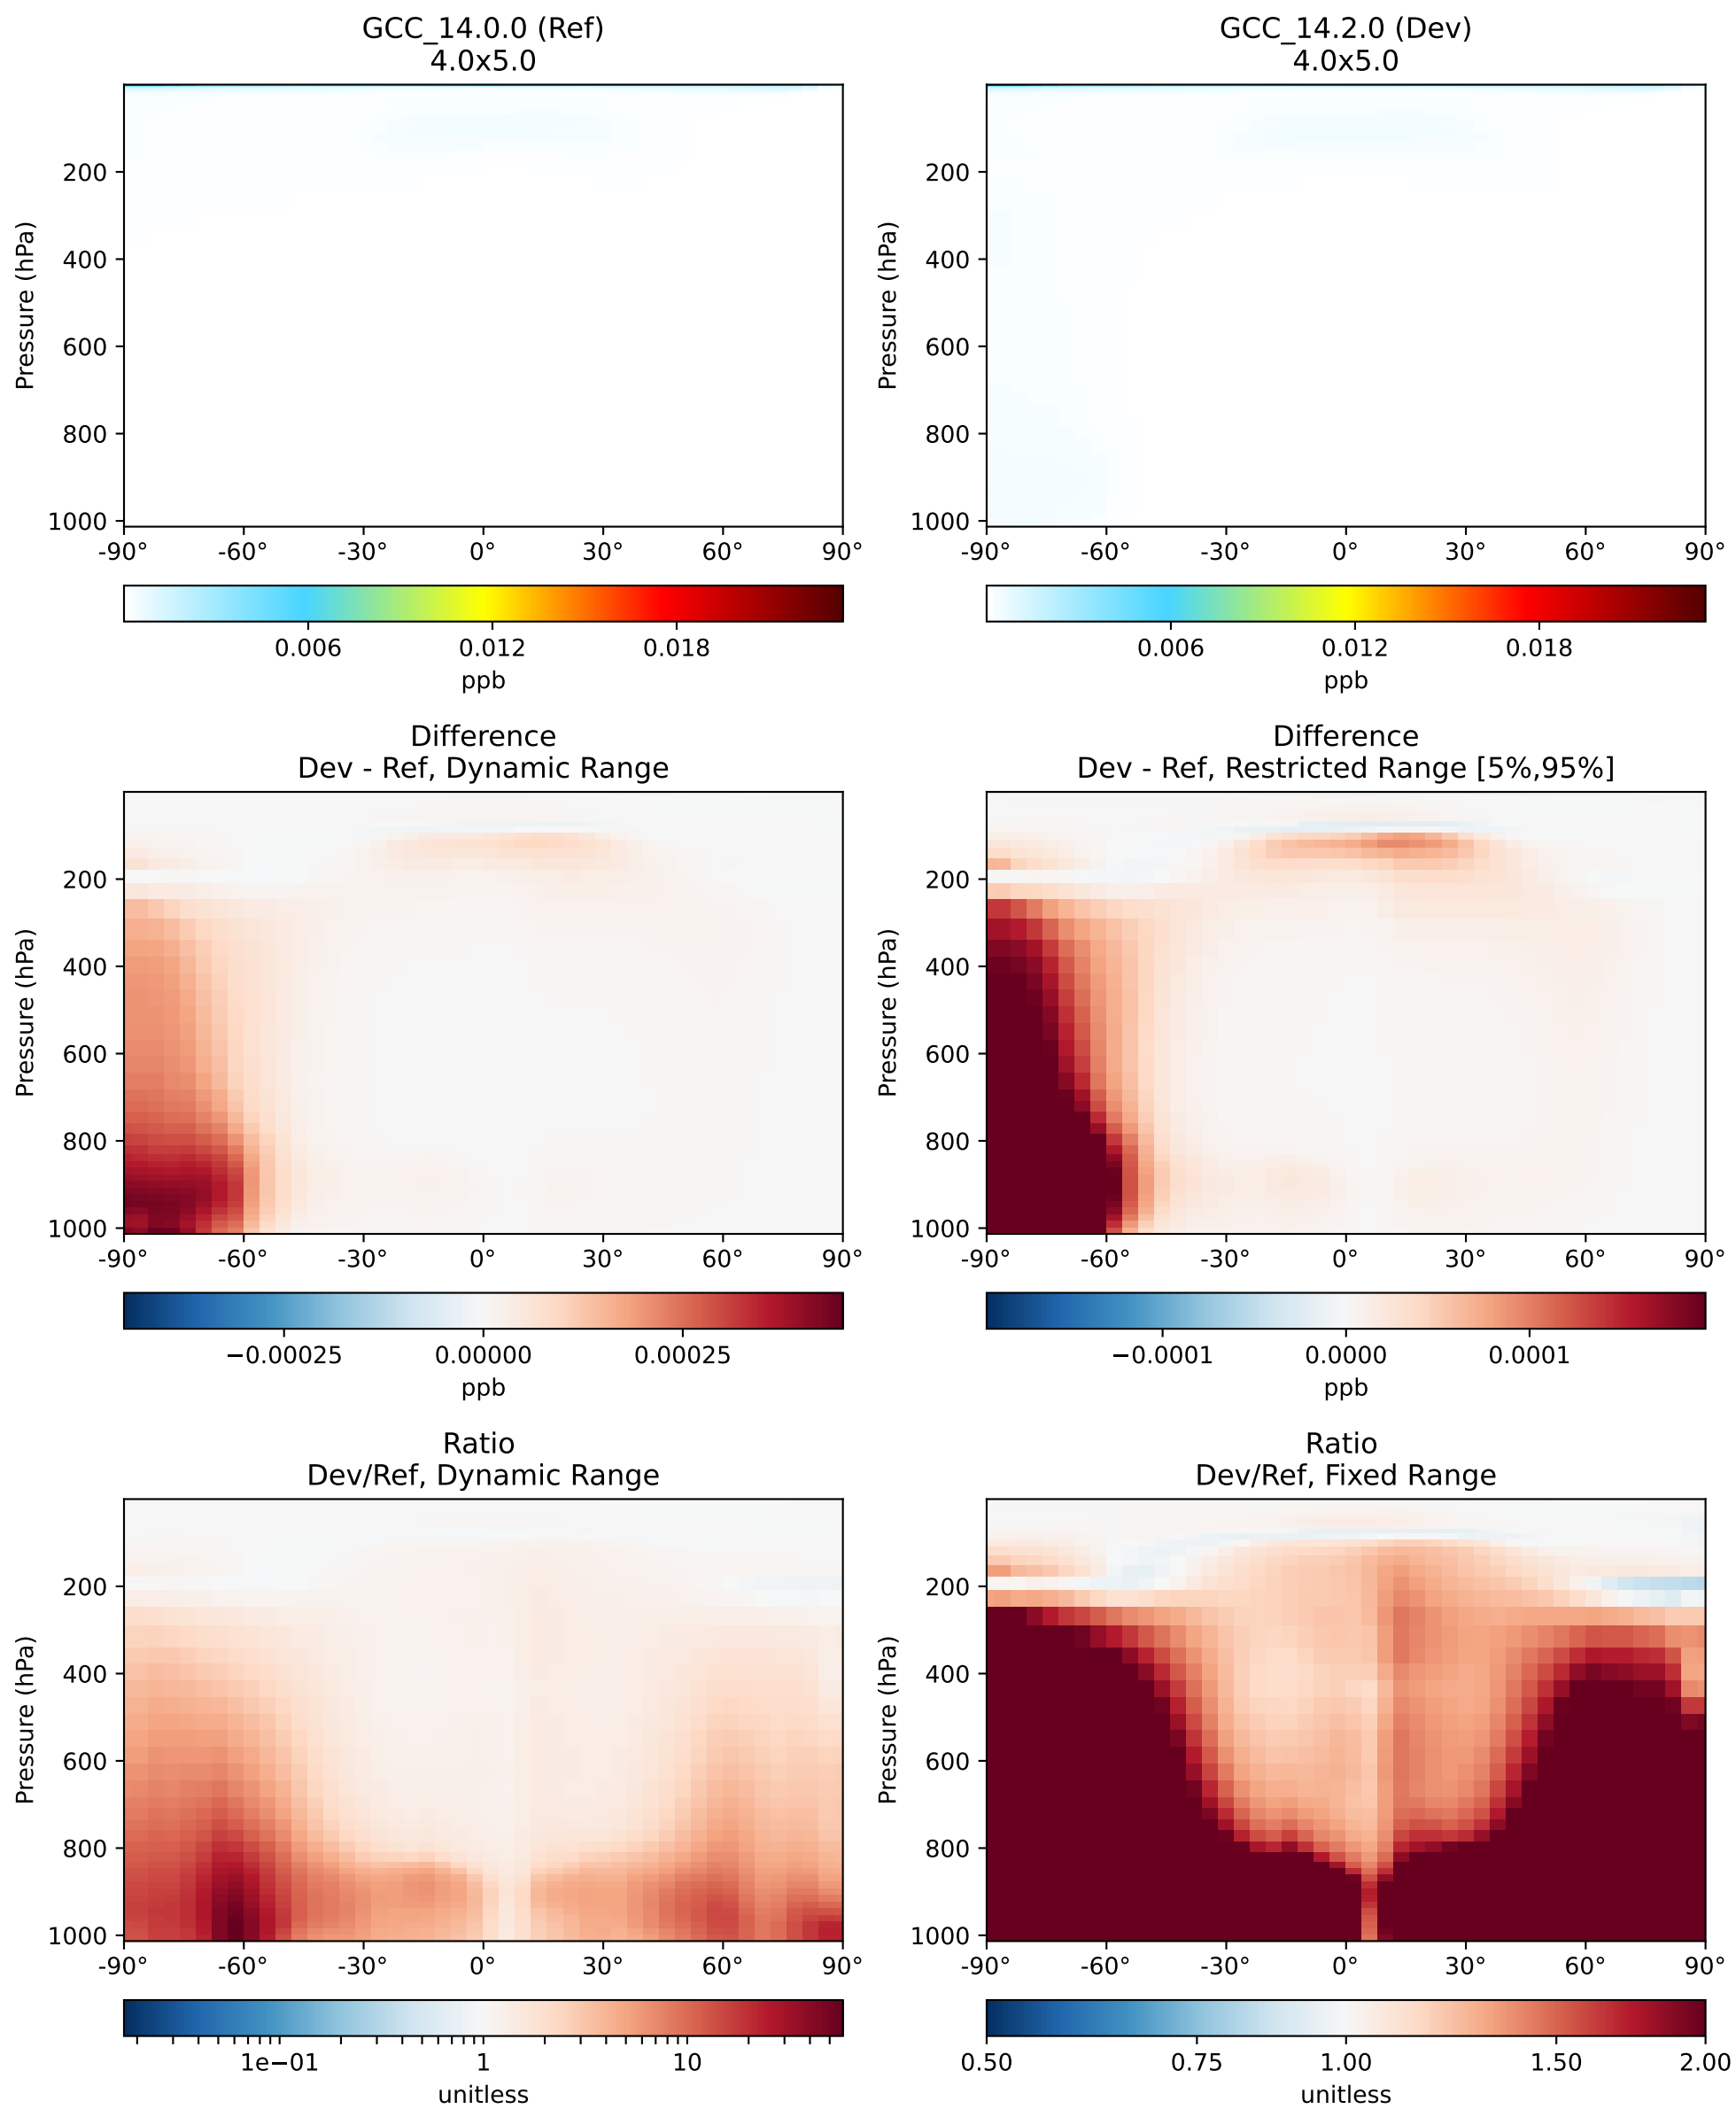 GCC_14.0.0 (Ref)
4.0x5.0
Pressure (hPa)
200
400
600
800
1000
-90° -60° -30° 0° 30° 60° 90°
0.006 0.012 0.018
ppb
GCC_14.2.0 (Dev)
4.0x5.0
Pressure (hPa)
200
400
600
800
1000
-90° -60° -30° 0° 30° 60° 90°
0.006 0.012 0.018
ppb
Difference
Dev - Ref, Dynamic Range
Pressure (hPa)
200
400
600
800
1000
-90° -60° -30° 0° 30° 60° 90°
−0.00025 0.00000 0.00025
ppb
Difference
Dev - Ref, Restricted Range [5%,95%]
Pressure (hPa)
200
400
600
800
1000
-90° -60° -30° 0° 30° 60° 90°
−0.0001 0.0000 0.0001
ppb
Ratio
Dev/Ref, Dynamic Range
Pressure (hPa)
200
400
600
800
1000
-90° -60° -30° 0° 30° 60° 90°
1e−01 1 10
unitless
Ratio
Dev/Ref, Fixed Range
Pressure (hPa)
200
400
600
800
1000
-90° -60° -30° 0° 30° 60° 90°
0.50 0.75 1.00 1.50 2.00
unitless